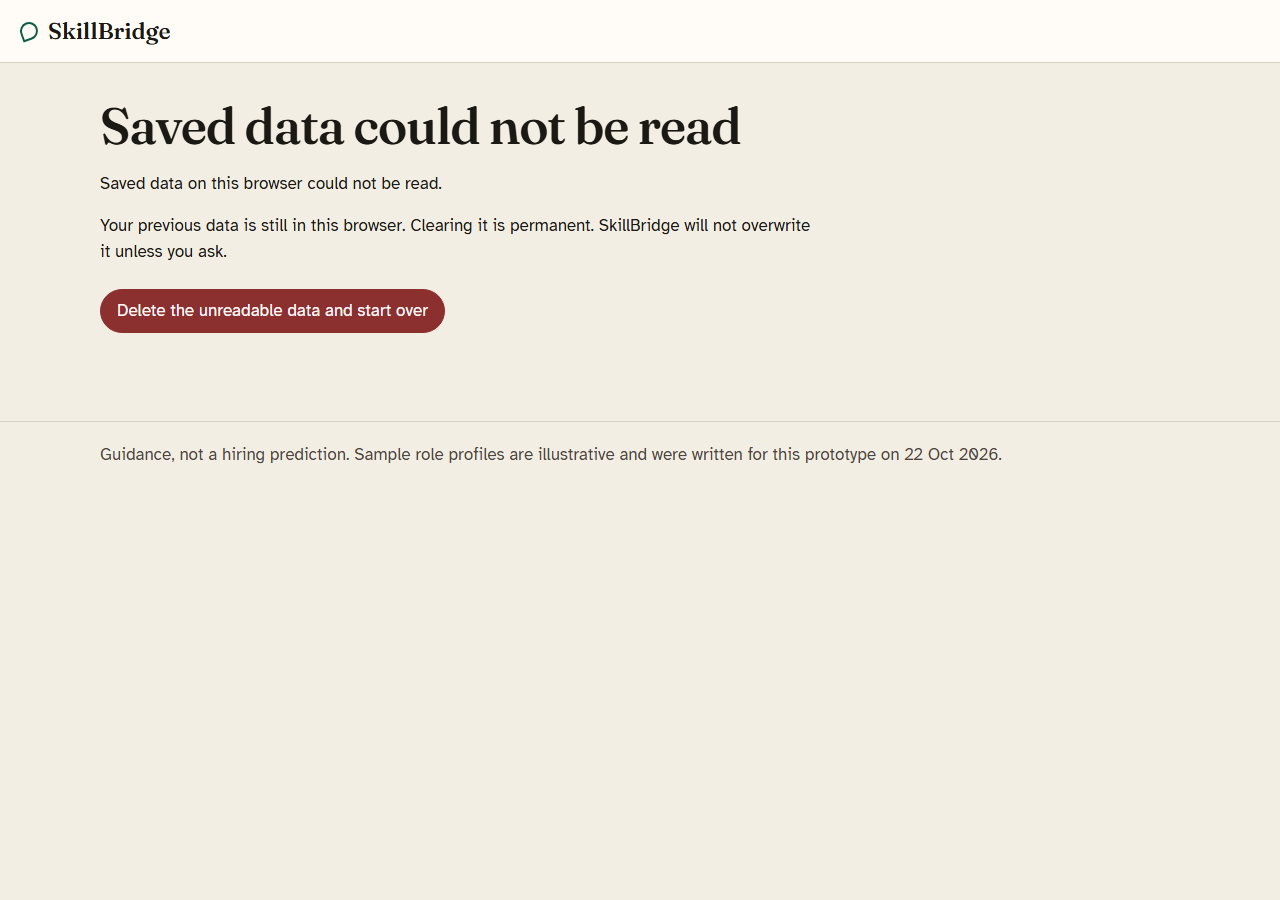 SkillBridge
Saved data could not be read
Saved data on this browser could not be read.
Your previous data is still in this browser. Clearing it is permanent. SkillBridge will not overwrite
it unless you ask.
Delete the unreadable data and start over
Guidance, not a hiring prediction. Sample role profiles are illustrative and were written for this prototype on 22 Oct 2026.